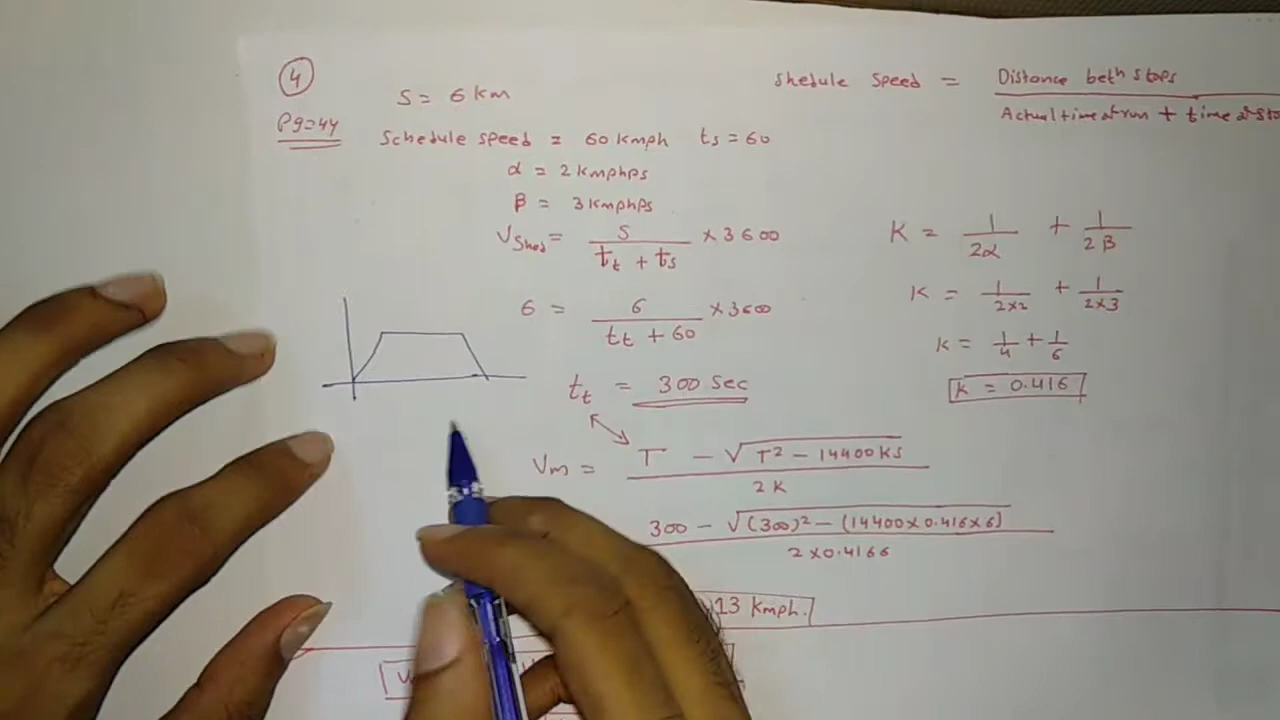 4
Pg=44
S = 6 Km
Shedule Speed = Distance betn stops
Actual time of run + time of sto
Schedule speed = 60 Kmph ts = 60
α = 2 Kmphps
β = 3 Kmphps
VShed = S / (tt + ts) × 3600
6 = 6 / (tt + 60) × 3600
tt = 300 Sec
K = 1/2α + 1/2β
K = 1/2×2 + 1/2×3
K = 1/4 + 1/6
K = 0.416
Vm = (T - √(T² - 14400KS)) / 2K
(300 - √((300)² - (14400×0.416×6))) / 2×0.4166
13 Kmph.